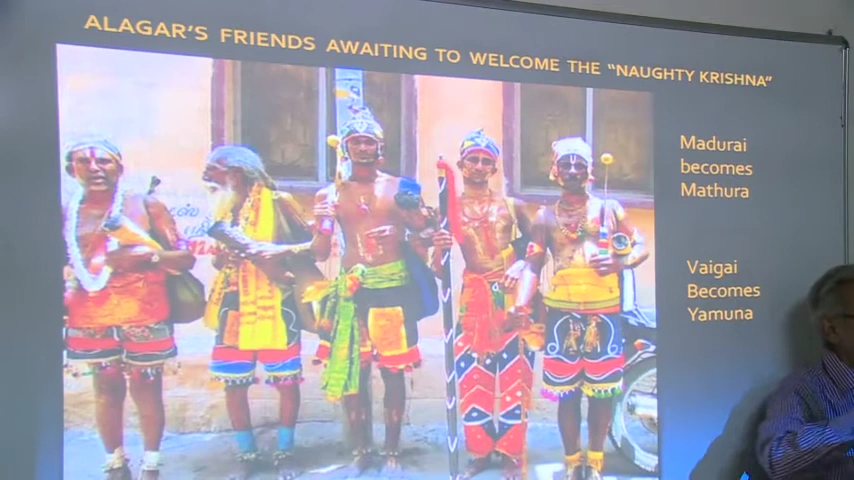 ALAGAR'S FRIENDS AWAITING TO WELCOME THE "NAUGHTY KRISHNA"
Madurai
becomes
Mathura
Vaigai
Becomes
Yamuna